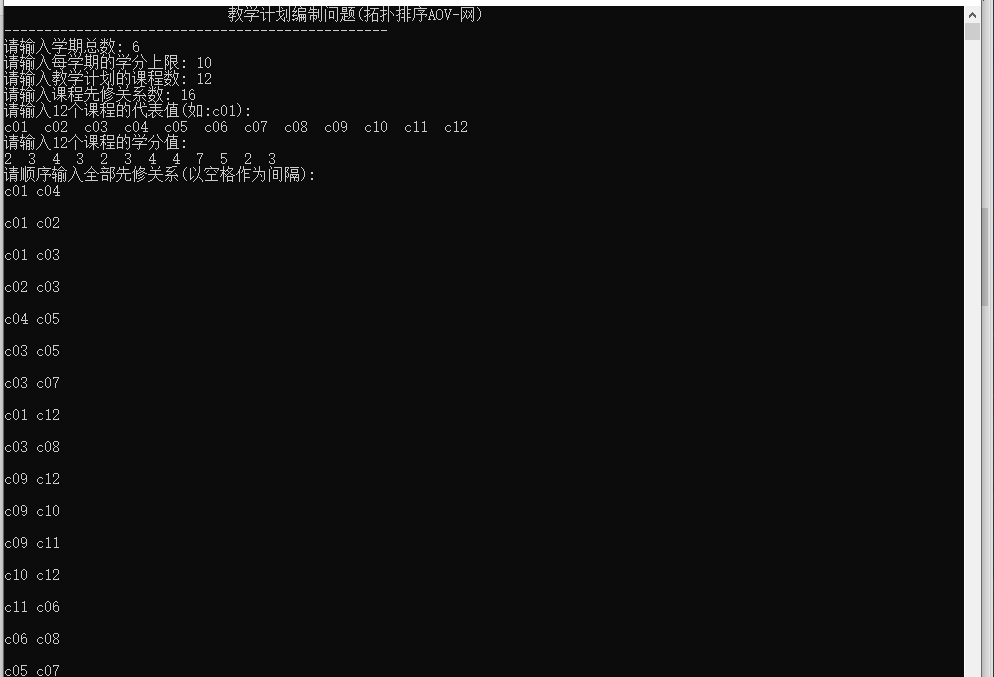 教学计划编制问题(拓扑排序AOV-网)
------------------------------------------------
请输入学期总数: 6
请输入每学期的学分上限: 10
请输入教学计划的课程数: 12
请输入课程先修关系数: 16
请输入12个课程的代表值(如:c01):
c01  c02  c03  c04  c05  c06  c07  c08  c09  c10  c11  c12
请输入12个课程的学分值:
2  3  4  3  2  3  4  4  7  5  2  3
请顺序输入全部先修关系(以空格作为间隔):
c01 c04
c01 c02
c01 c03
c02 c03
c04 c05
c03 c05
c03 c07
c01 c12
c03 c08
c09 c12
c09 c10
c09 c11
c10 c12
c11 c06
c06 c08
c05 c07